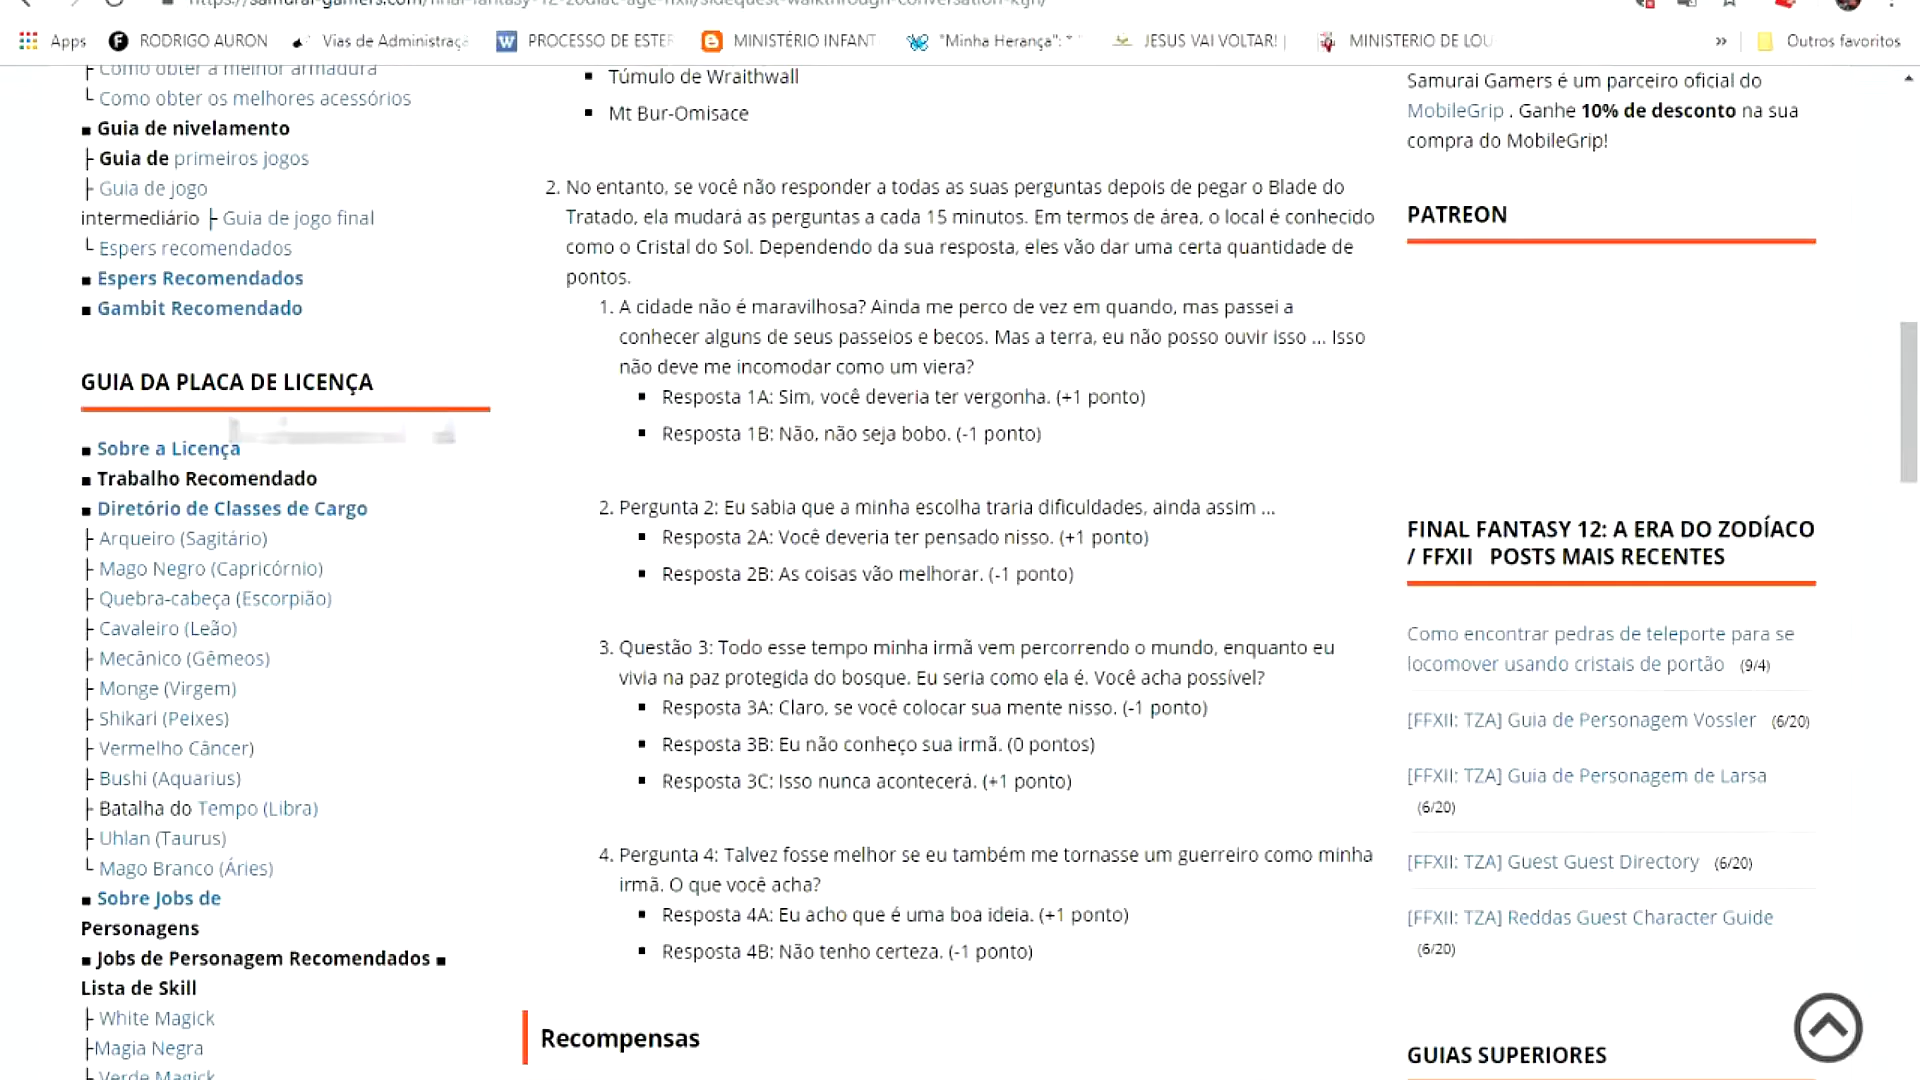 https://samurai-gamers.com/final-fantasy-12-zodiac-age-ffxii/sidequest-walkthrough-conversation-ktjn/
Apps RODRIGO AURON Vias de Administraçã PROCESSO DE ESTER MINISTÉRIO INFANT "Minha Herança": " JESUS VAI VOLTAR! | MINISTERIO DE LOU » Outros favoritos
├ Como obter a melhor armadura
└ Como obter os melhores acessórios
■ Guia de nivelamento
├ Guia de primeiros jogos
├ Guia de jogo
intermediário ├ Guia de jogo final
└ Espers recomendados
■ Espers Recomendados
■ Gambit Recomendado
GUIA DA PLACA DE LICENÇA
■ Sobre a Licença
■ Trabalho Recomendado
■ Diretório de Classes de Cargo
├ Arqueiro (Sagitário)
├ Mago Negro (Capricórnio)
├ Quebra-cabeça (Escorpião)
├ Cavaleiro (Leão)
├ Mecânico (Gêmeos)
├ Monge (Virgem)
├ Shikari (Peixes)
├ Vermelho Câncer)
├ Bushi (Aquarius)
├ Batalha do Tempo (Libra)
├ Uhlan (Taurus)
└ Mago Branco (Áries)
■ Sobre Jobs de
Personagens
■ Jobs de Personagem Recomendados ■
Lista de Skill
├ White Magick
├Magia Negra
└ Verde Magick
▪ Túmulo de Wraithwall
▪ Mt Bur-Omisace
2. No entanto, se você não responder a todas as suas perguntas depois de pegar o Blade do
Tratado, ela mudará as perguntas a cada 15 minutos. Em termos de área, o local é conhecido
como o Cristal do Sol. Dependendo da sua resposta, eles vão dar uma certa quantidade de
pontos.
1. A cidade não é maravilhosa? Ainda me perco de vez em quando, mas passei a
conhecer alguns de seus passeios e becos. Mas a terra, eu não posso ouvir isso ... Isso
não deve me incomodar como um viera?
▪ Resposta 1A: Sim, você deveria ter vergonha. (+1 ponto)
▪ Resposta 1B: Não, não seja bobo. (-1 ponto)
2. Pergunta 2: Eu sabia que a minha escolha traria dificuldades, ainda assim ...
▪ Resposta 2A: Você deveria ter pensado nisso. (+1 ponto)
▪ Resposta 2B: As coisas vão melhorar. (-1 ponto)
3. Questão 3: Todo esse tempo minha irmã vem percorrendo o mundo, enquanto eu
vivia na paz protegida do bosque. Eu seria como ela é. Você acha possível?
▪ Resposta 3A: Claro, se você colocar sua mente nisso. (-1 ponto)
▪ Resposta 3B: Eu não conheço sua irmã. (0 pontos)
▪ Resposta 3C: Isso nunca acontecerá. (+1 ponto)
4. Pergunta 4: Talvez fosse melhor se eu também me tornasse um guerreiro como minha
irmã. O que você acha?
▪ Resposta 4A: Eu acho que é uma boa ideia. (+1 ponto)
▪ Resposta 4B: Não tenho certeza. (-1 ponto)
Recompensas
Samurai Gamers é um parceiro oficial do
MobileGrip . Ganhe 10% de desconto na sua
compra do MobileGrip!
PATREON
FINAL FANTASY 12: A ERA DO ZODÍACO
/ FFXII POSTS MAIS RECENTES
Como encontrar pedras de teleporte para se
locomover usando cristais de portão (9/4)
[FFXII: TZA] Guia de Personagem Vossler (6/20)
[FFXII: TZA] Guia de Personagem de Larsa
(6/20)
[FFXII: TZA] Guest Guest Directory (6/20)
[FFXII: TZA] Reddas Guest Character Guide
(6/20)
GUIAS SUPERIORES